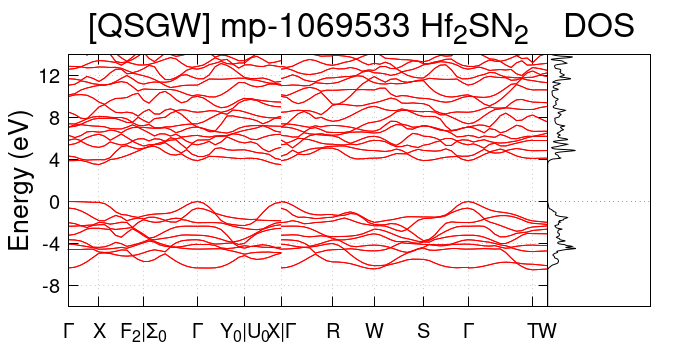 [QSGW] mp-1069533 Hf₂SN₂ DOS
Energy (eV)
12
8
4
0
-4
-8
Γ X F₂|Σ₀ Γ Y₀|U₀X|Γ R W S Γ TW